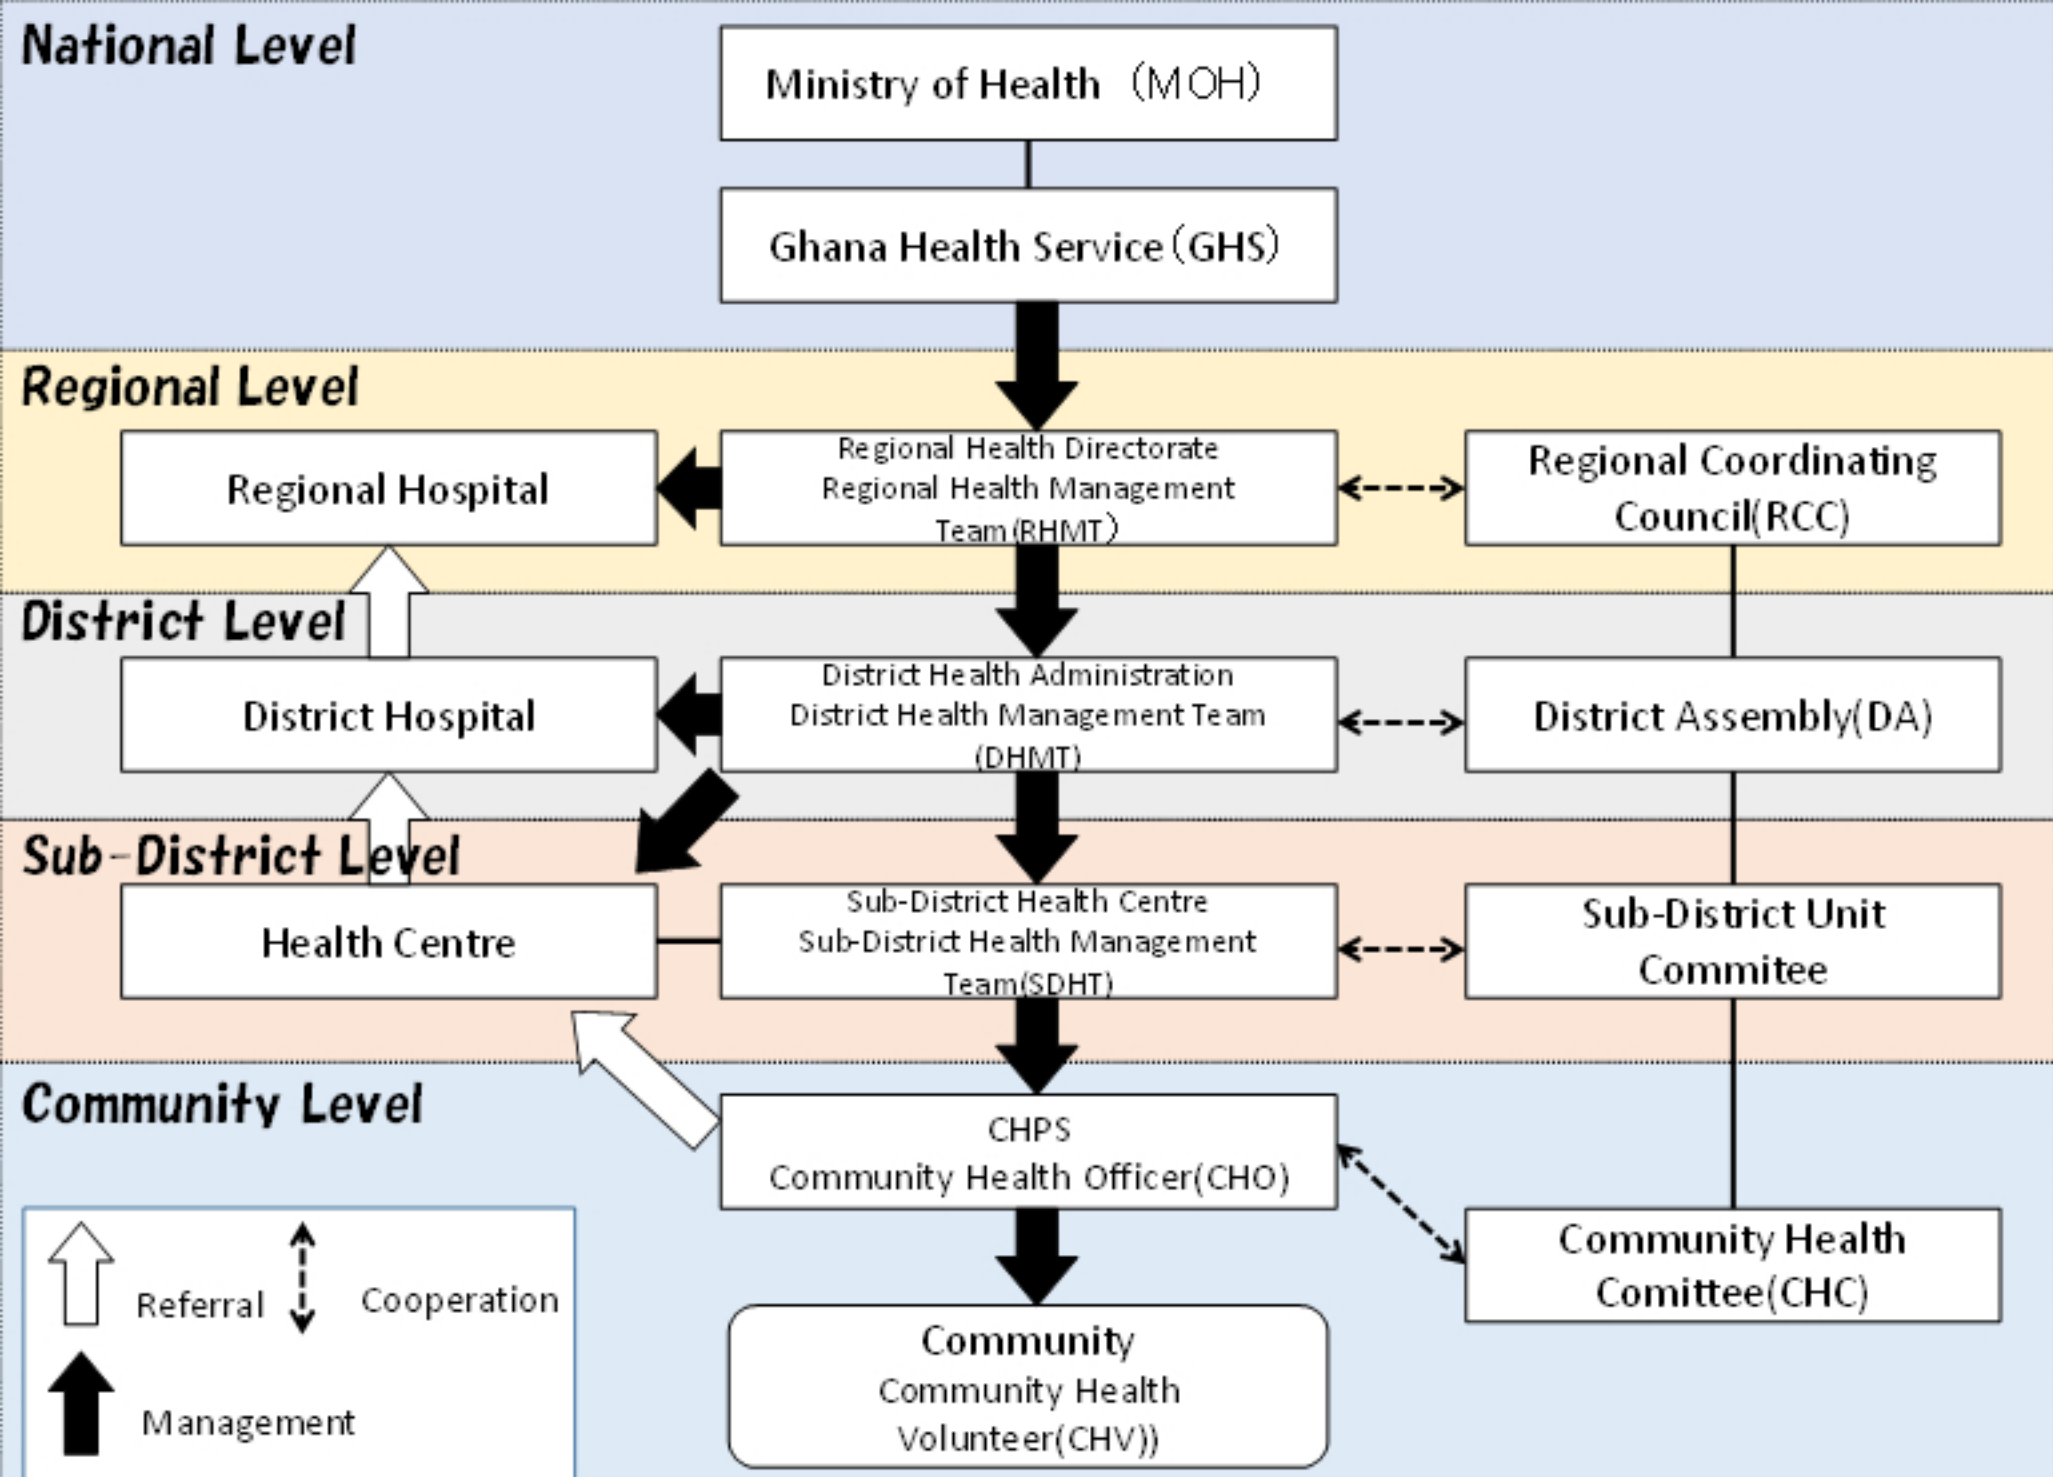 National Level
Ministry of Health （MOH）
Ghana Health Service（GHS）
Regional Level
Regional Hospital
Regional Health Directorate
Regional Health Management
Team(RHMT）
Regional Coordinating
Council(RCC)
District Level
District Hospital
District Health Administration
District Health Management Team
(DHMT)
District Assembly(DA)
Sub-District Level
Health Centre
Sub-District Health Centre
Sub-District Health Management
Team(SDHT)
Sub-District Unit
Commitee
Community Level
CHPS
Community Health Officer(CHO)
Community Health
Comittee(CHC)
Community
Community Health
Volunteer(CHV))
Referral
Cooperation
Management